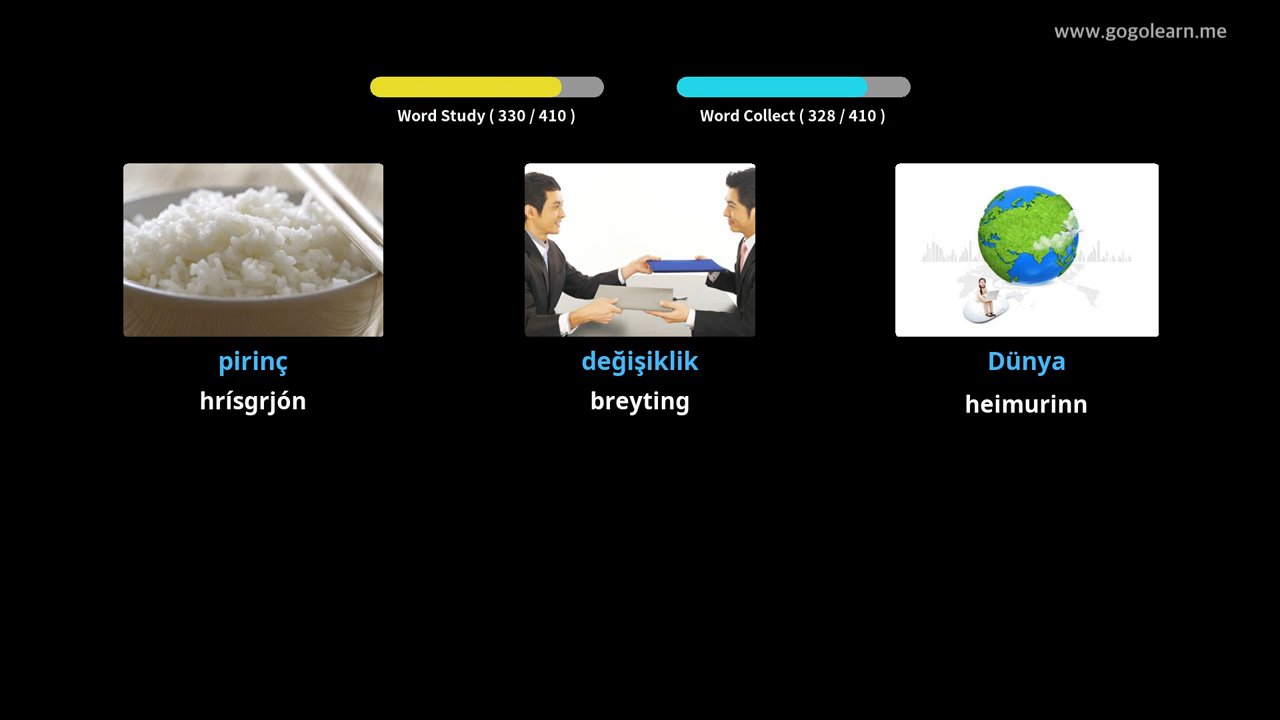 www.gogolearn.me
Word Study ( 330 / 410 )
Word Collect ( 328 / 410 )
pirinç
hrísgrjón
değişiklik
breyting
Dünya
heimurinn